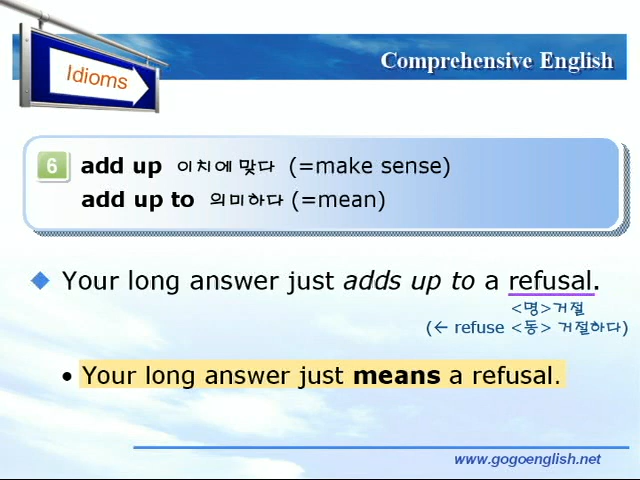 Idioms
Comprehensive English
6 add up 이치에 맞다 (=make sense)
add up to 의미하다 (=mean)
◆ Your long answer just adds up to a refusal.
<명>거절
(← refuse <동> 거절하다)
• Your long answer just means a refusal.
www.gogoenglish.net